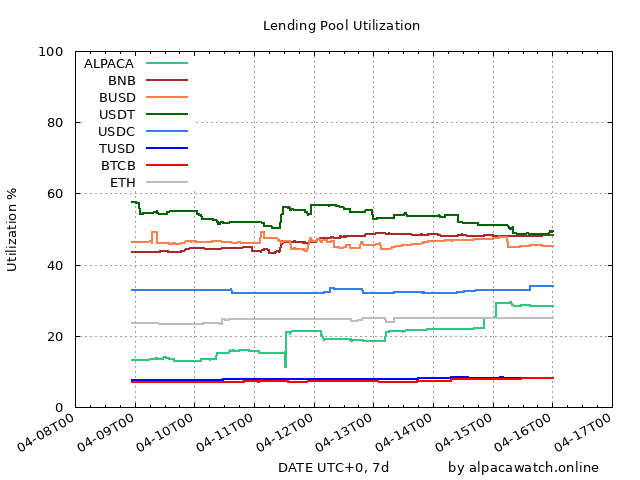 Lending Pool Utilization
100
80
60
40
20
0
Utilization %
ALPACA
BNB
BUSD
USDT
USDC
TUSD
BTCB
ETH
04-08T00
04-09T00
04-10T00
04-11T00
04-12T00
04-13T00
04-14T00
04-15T00
04-16T00
04-17T00
DATE UTC+0, 7d
by alpacawatch.online